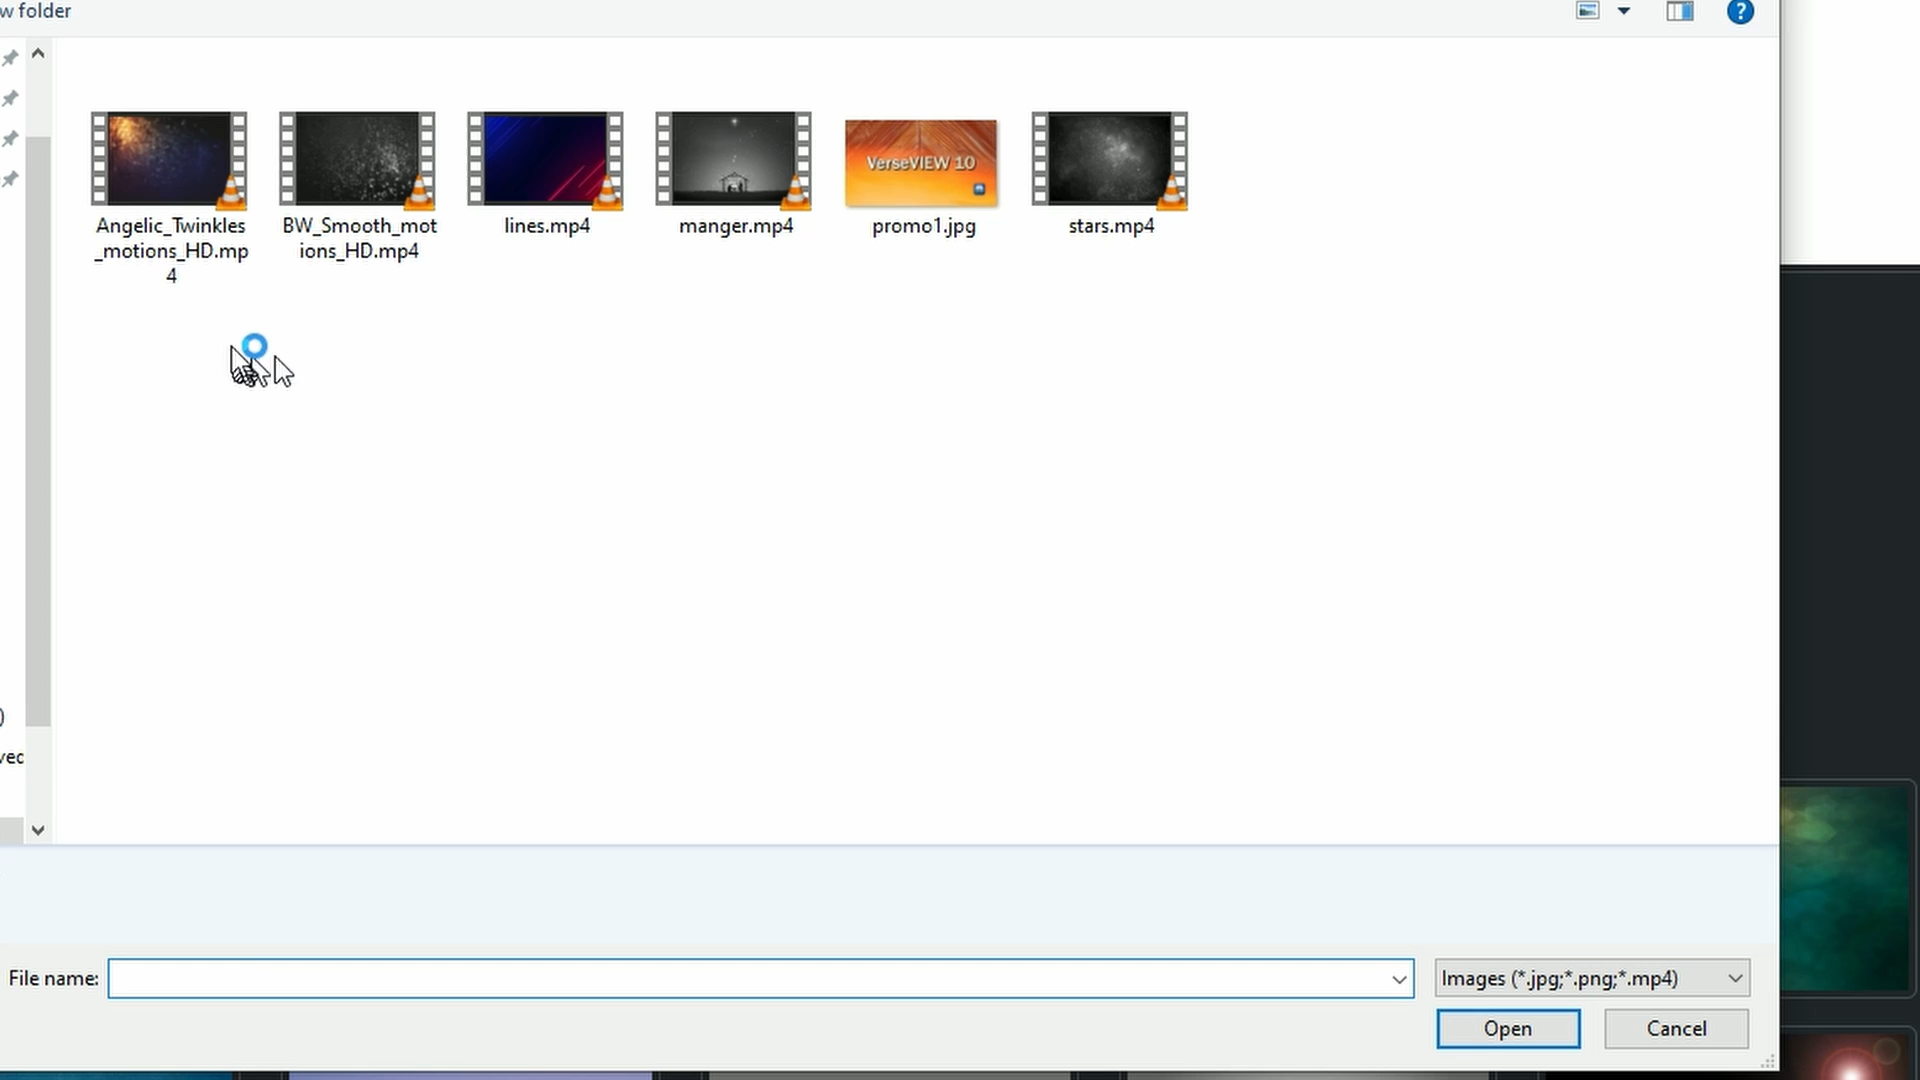 w folder
Angelic_Twinkles
_motions_HD.mp
4
BW_Smooth_mot
ions_HD.mp4
lines.mp4
manger.mp4
VerseVIEW 10
promo1.jpg
stars.mp4
)
ved
File name:
Images (*.jpg;*.png;*.mp4)
Open
Cancel